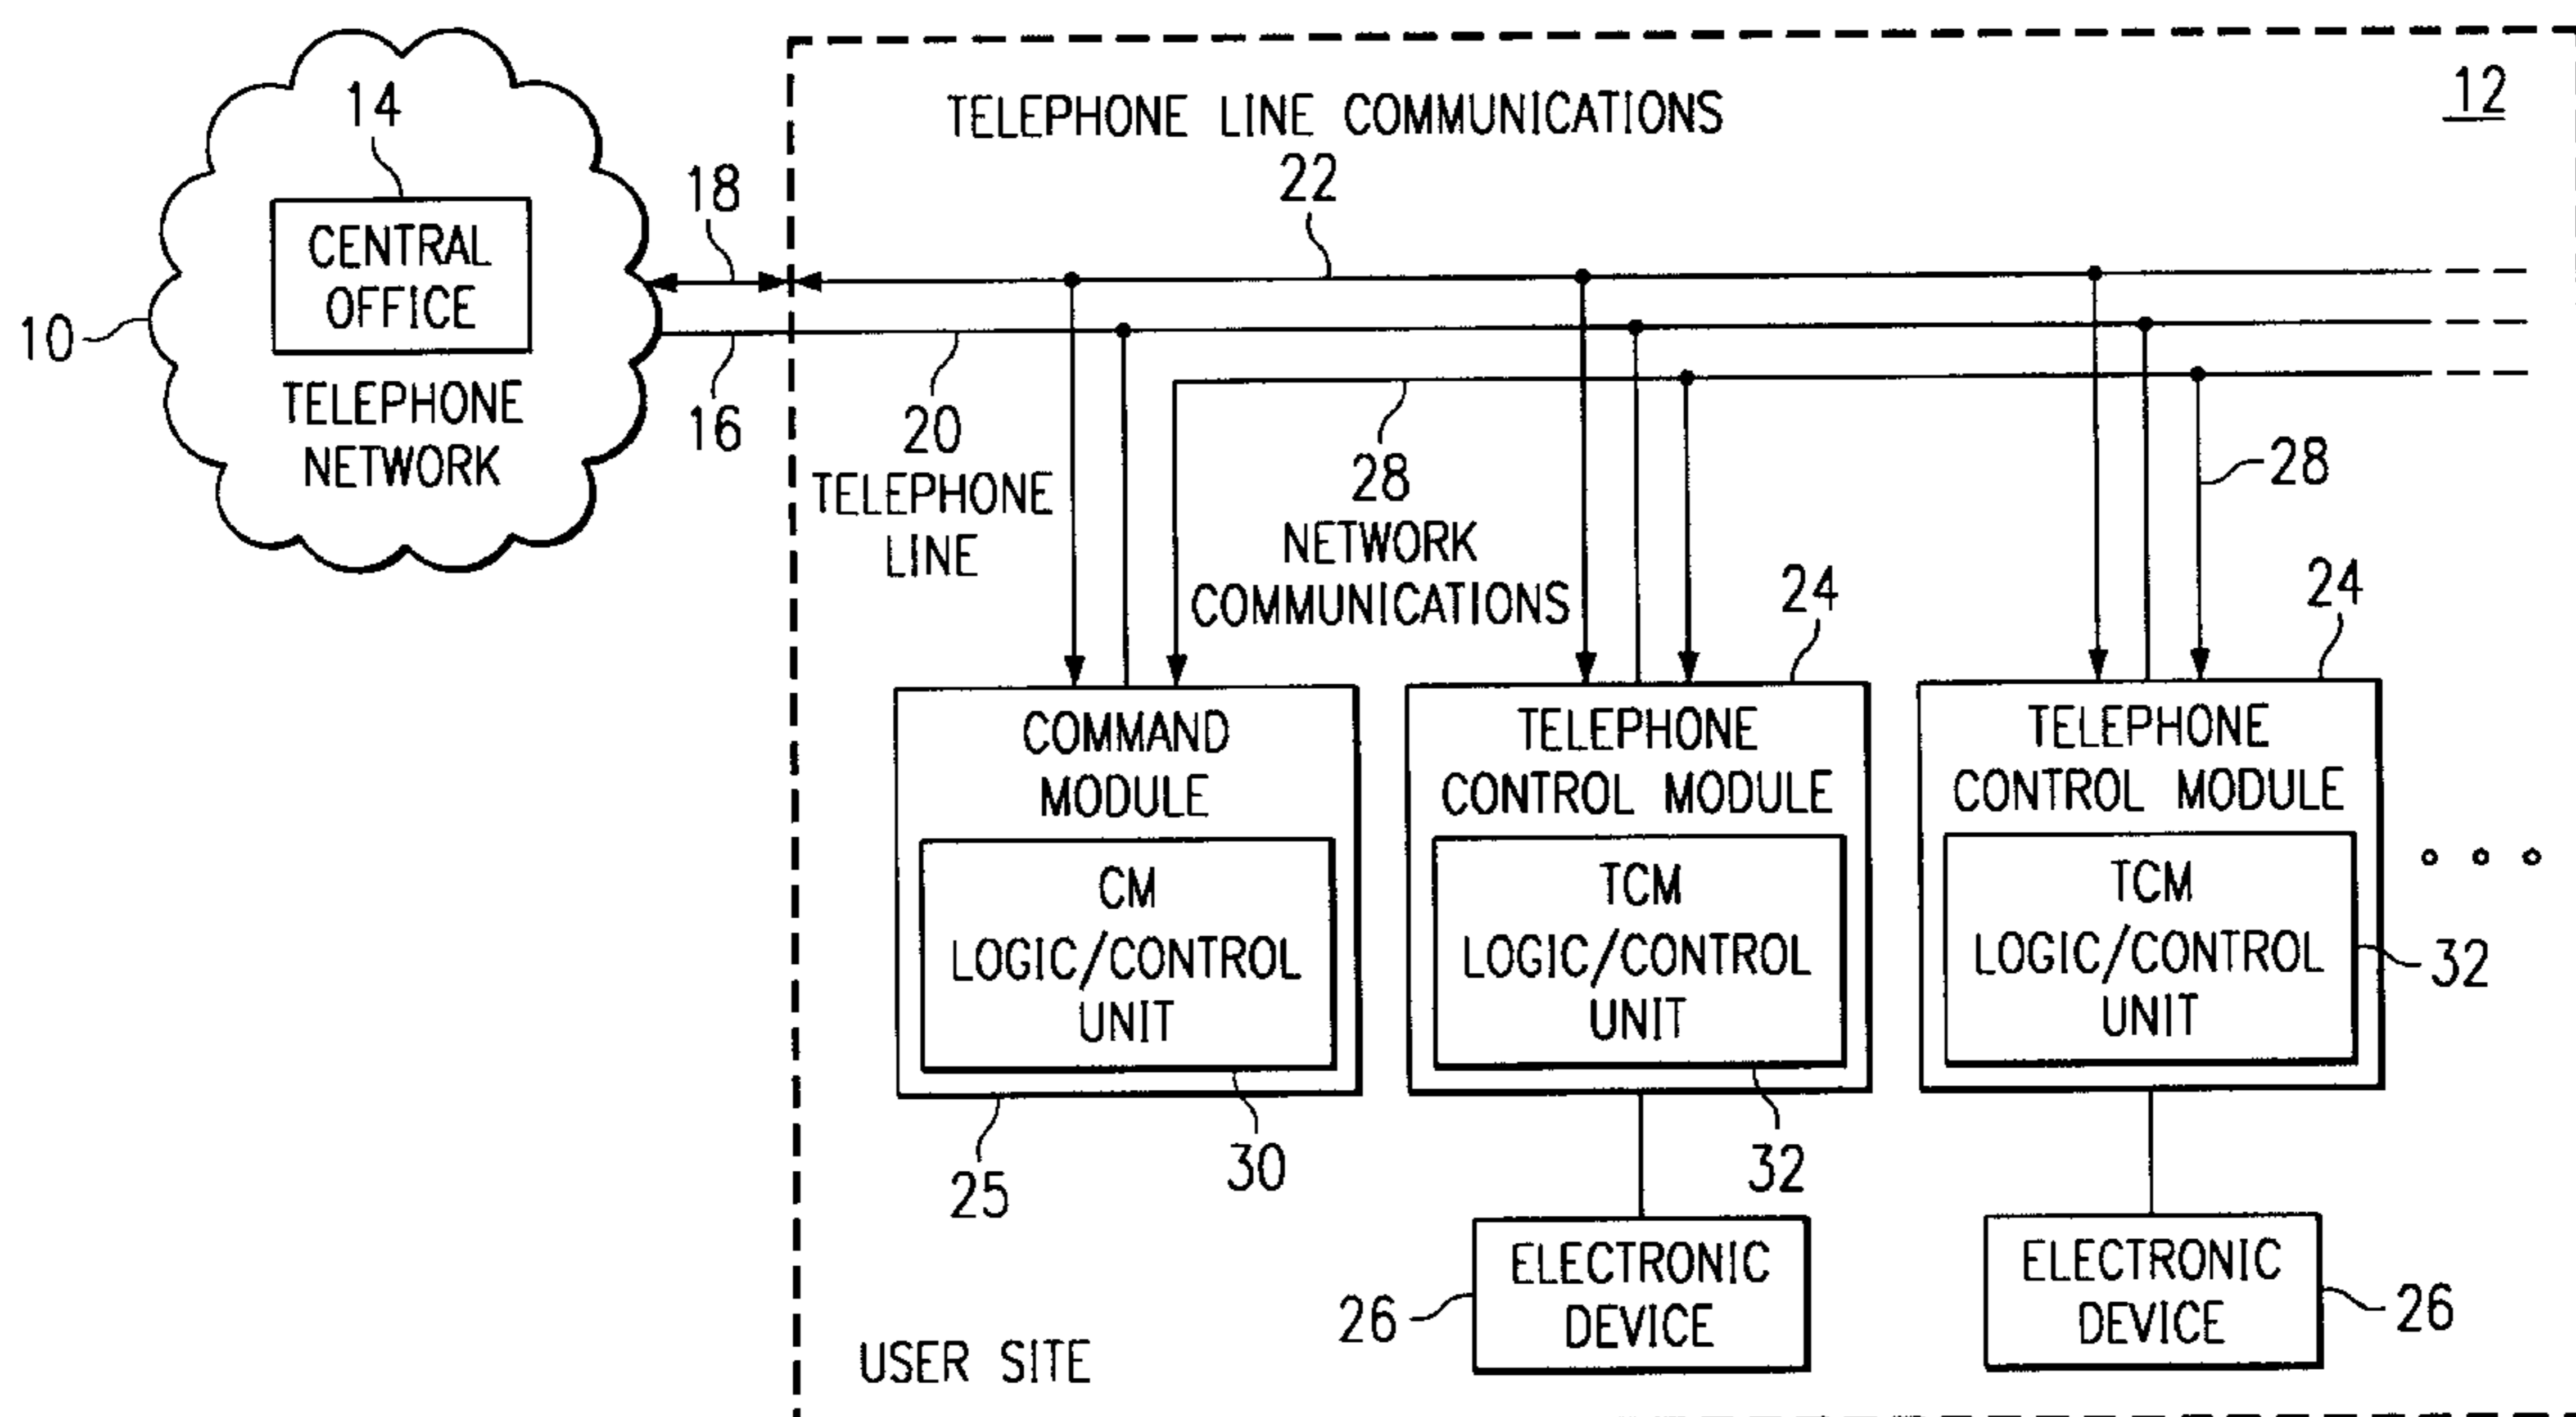 12
TELEPHONE LINE COMMUNICATIONS
22
14
18
CENTRAL
OFFICE
10
TELEPHONE
NETWORK
16
20
TELEPHONE
LINE
28
NETWORK
COMMUNICATIONS
28
24
24
COMMAND
MODULE
CM
LOGIC/CONTROL
UNIT
25
30
TELEPHONE
CONTROL MODULE
TCM
LOGIC/CONTROL
UNIT
32
TELEPHONE
CONTROL MODULE
TCM
LOGIC/CONTROL
UNIT
32
ELECTRONIC
DEVICE
26
ELECTRONIC
DEVICE
26
USER SITE